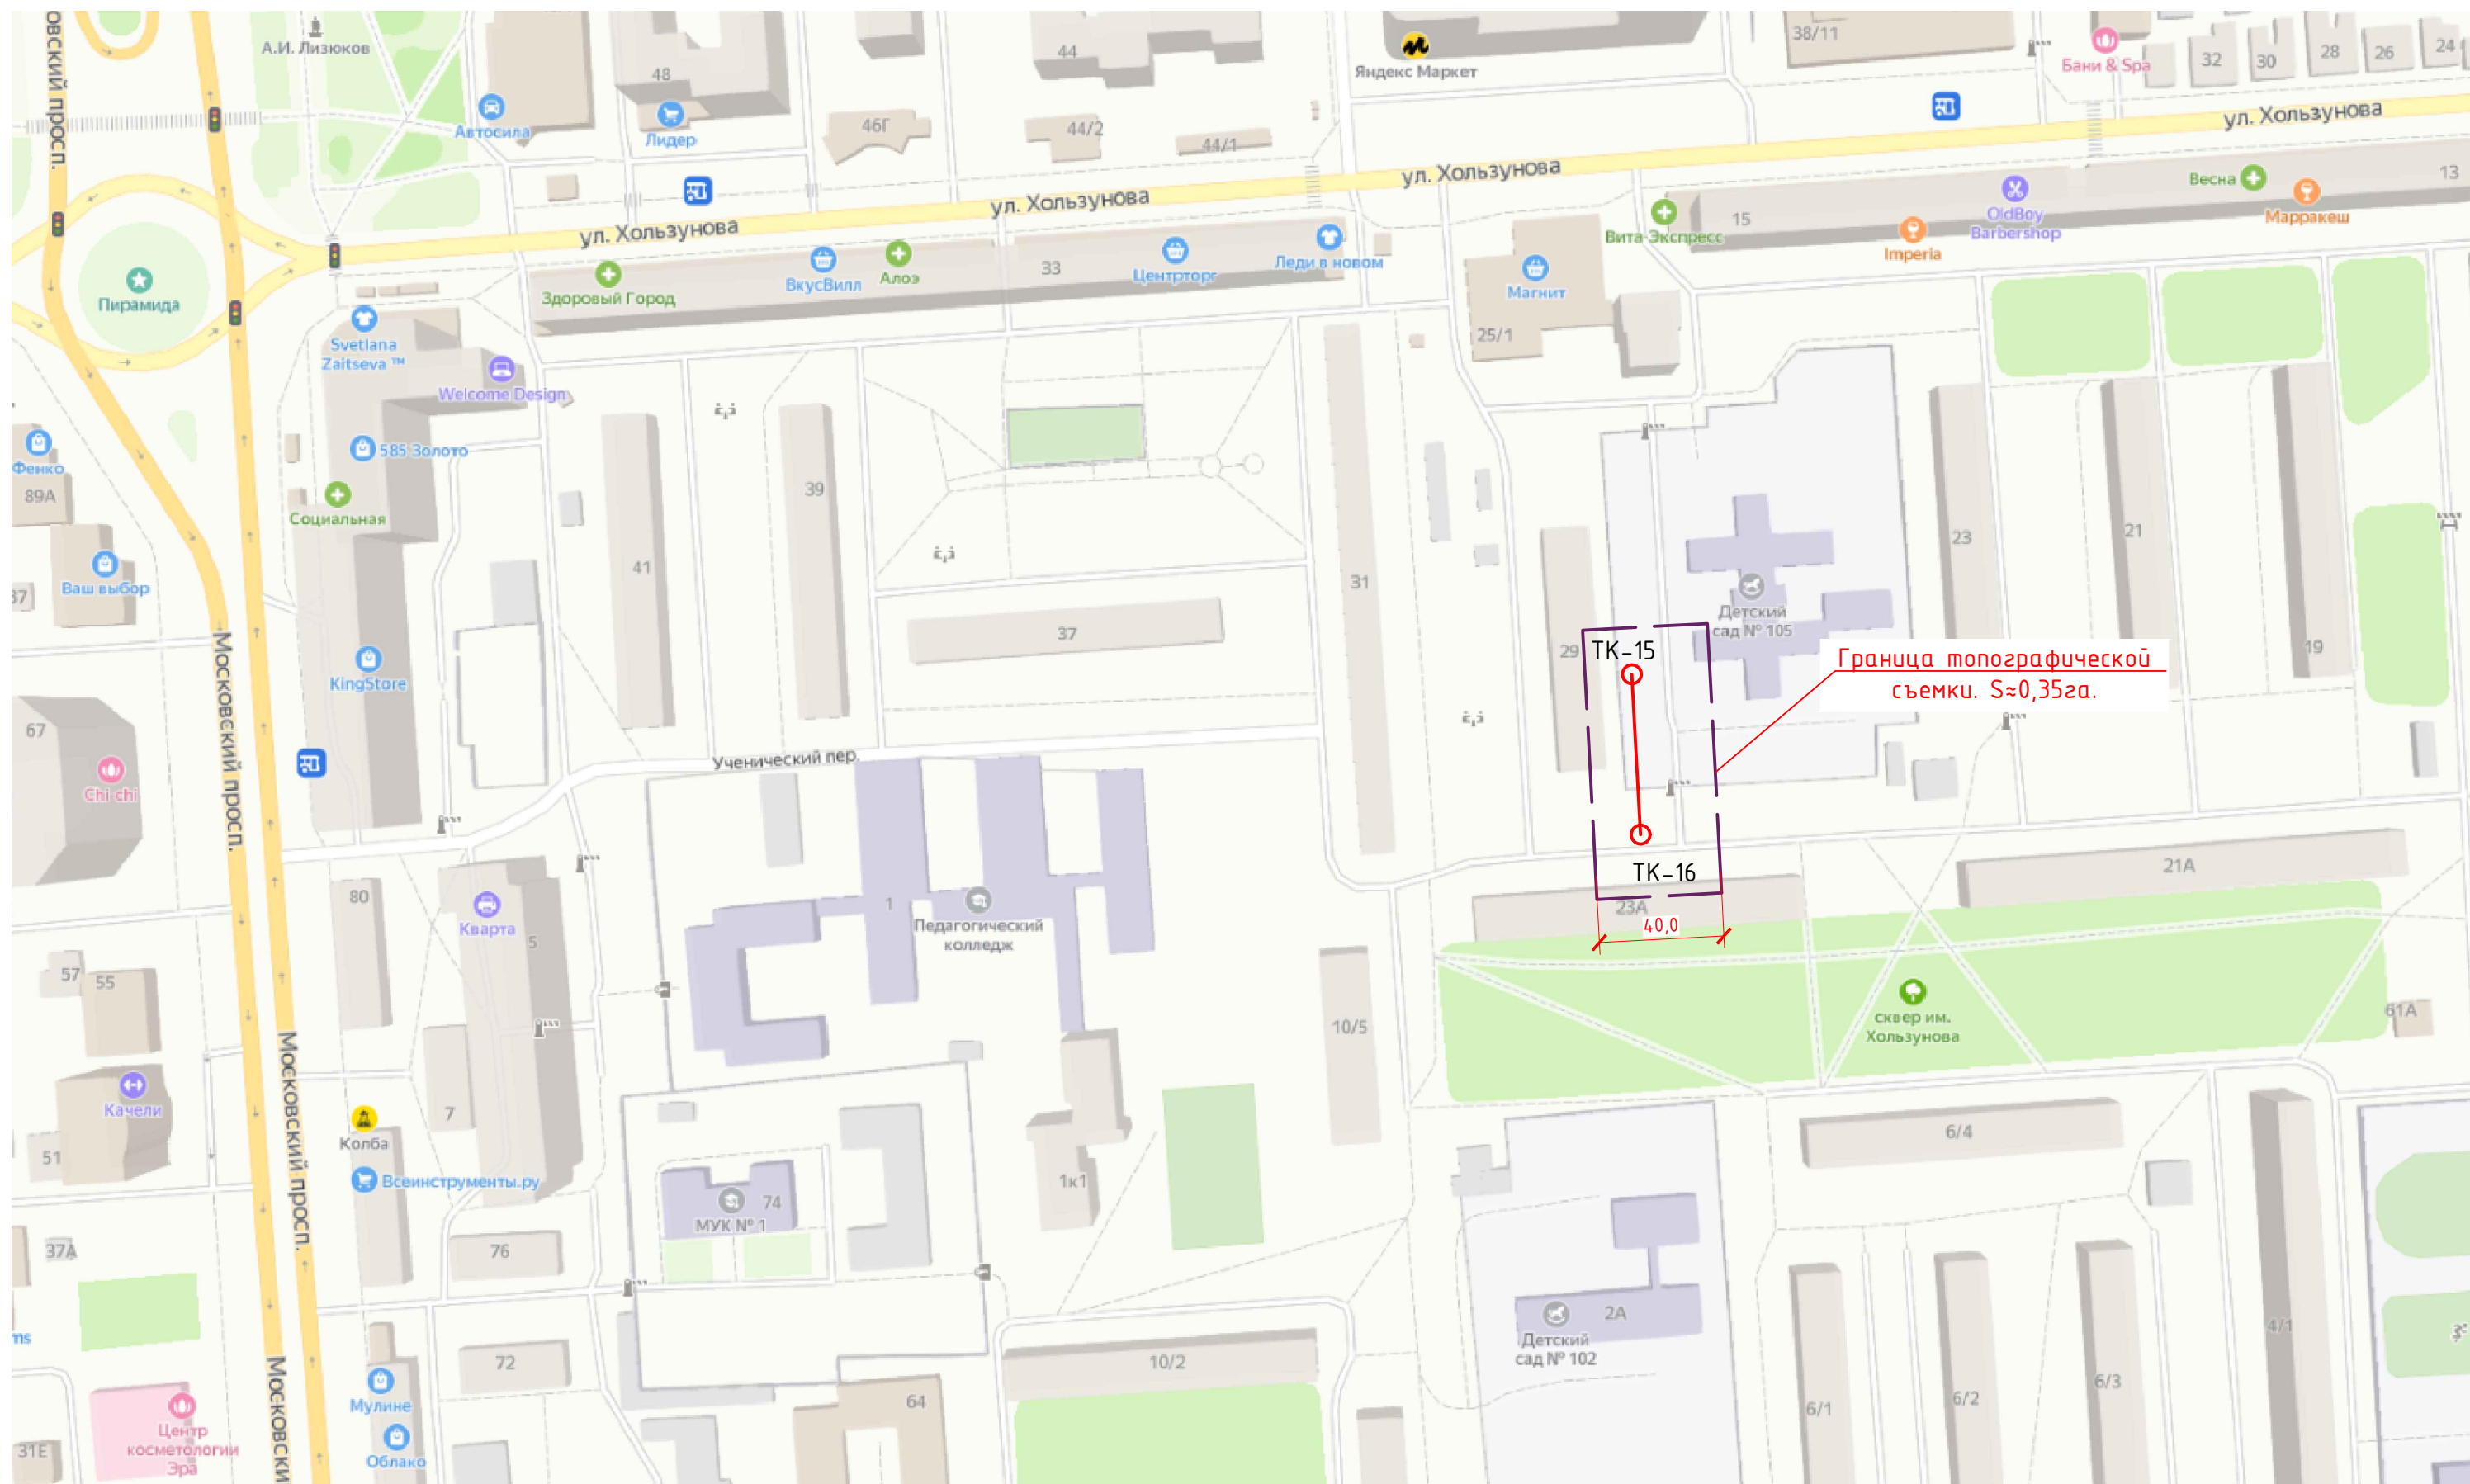 овский просп.
А.И. Лизюков
48
44
Яндекс Маркет
38/11
Бани & Spa
32
30
28
26
24
Автосила
Лидер
46Г
44/2
44/1
ул. Хользунова
ул. Хользунова
ул. Хользунова
ул. Хользунова
Пирамида
Здоровый Город
ВкусВилл
Алоэ
33
Центрторг
Леди в новом
Магнит
25/1
Вита Экспресс
15
Imperia
OldBoy
Barbershop
Весна
Марракеш
13
Svetlana
Zaitseva ™
Welcome Design
585 Золото
Социальная
Фенко
89А
Ваш выбор
37
41
39
37
31
29
23
21
19
Детский
сад № 105
ТК-15
ТК-16
Граница топографической
съемки. S≈0,35га.
40,0
KingStore
Московский просп.
67
Chi-chi
Ученический пер.
80
Кварта
5
1
Педагогический
колледж
23А
21А
57
55
Качели
51
7
Колба
Всеинструменты.ру
Московский просп.
10/5
сквер им.
Хользунова
61А
6/4
МУК № 1
74
1к1
76
37А
72
10/2
64
Детский
сад № 102
2А
6/1
6/2
6/3
4/1
ms
Мулине
Облако
Центр
косметологии
Эра
31Е
Московски